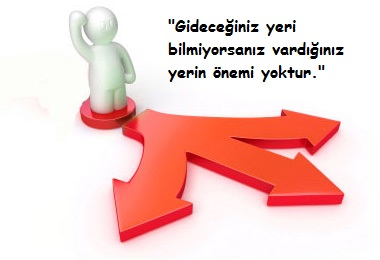 "Gideceğiniz yeri
bilmiyorsanız vardığınız
yerin önemi yoktur."